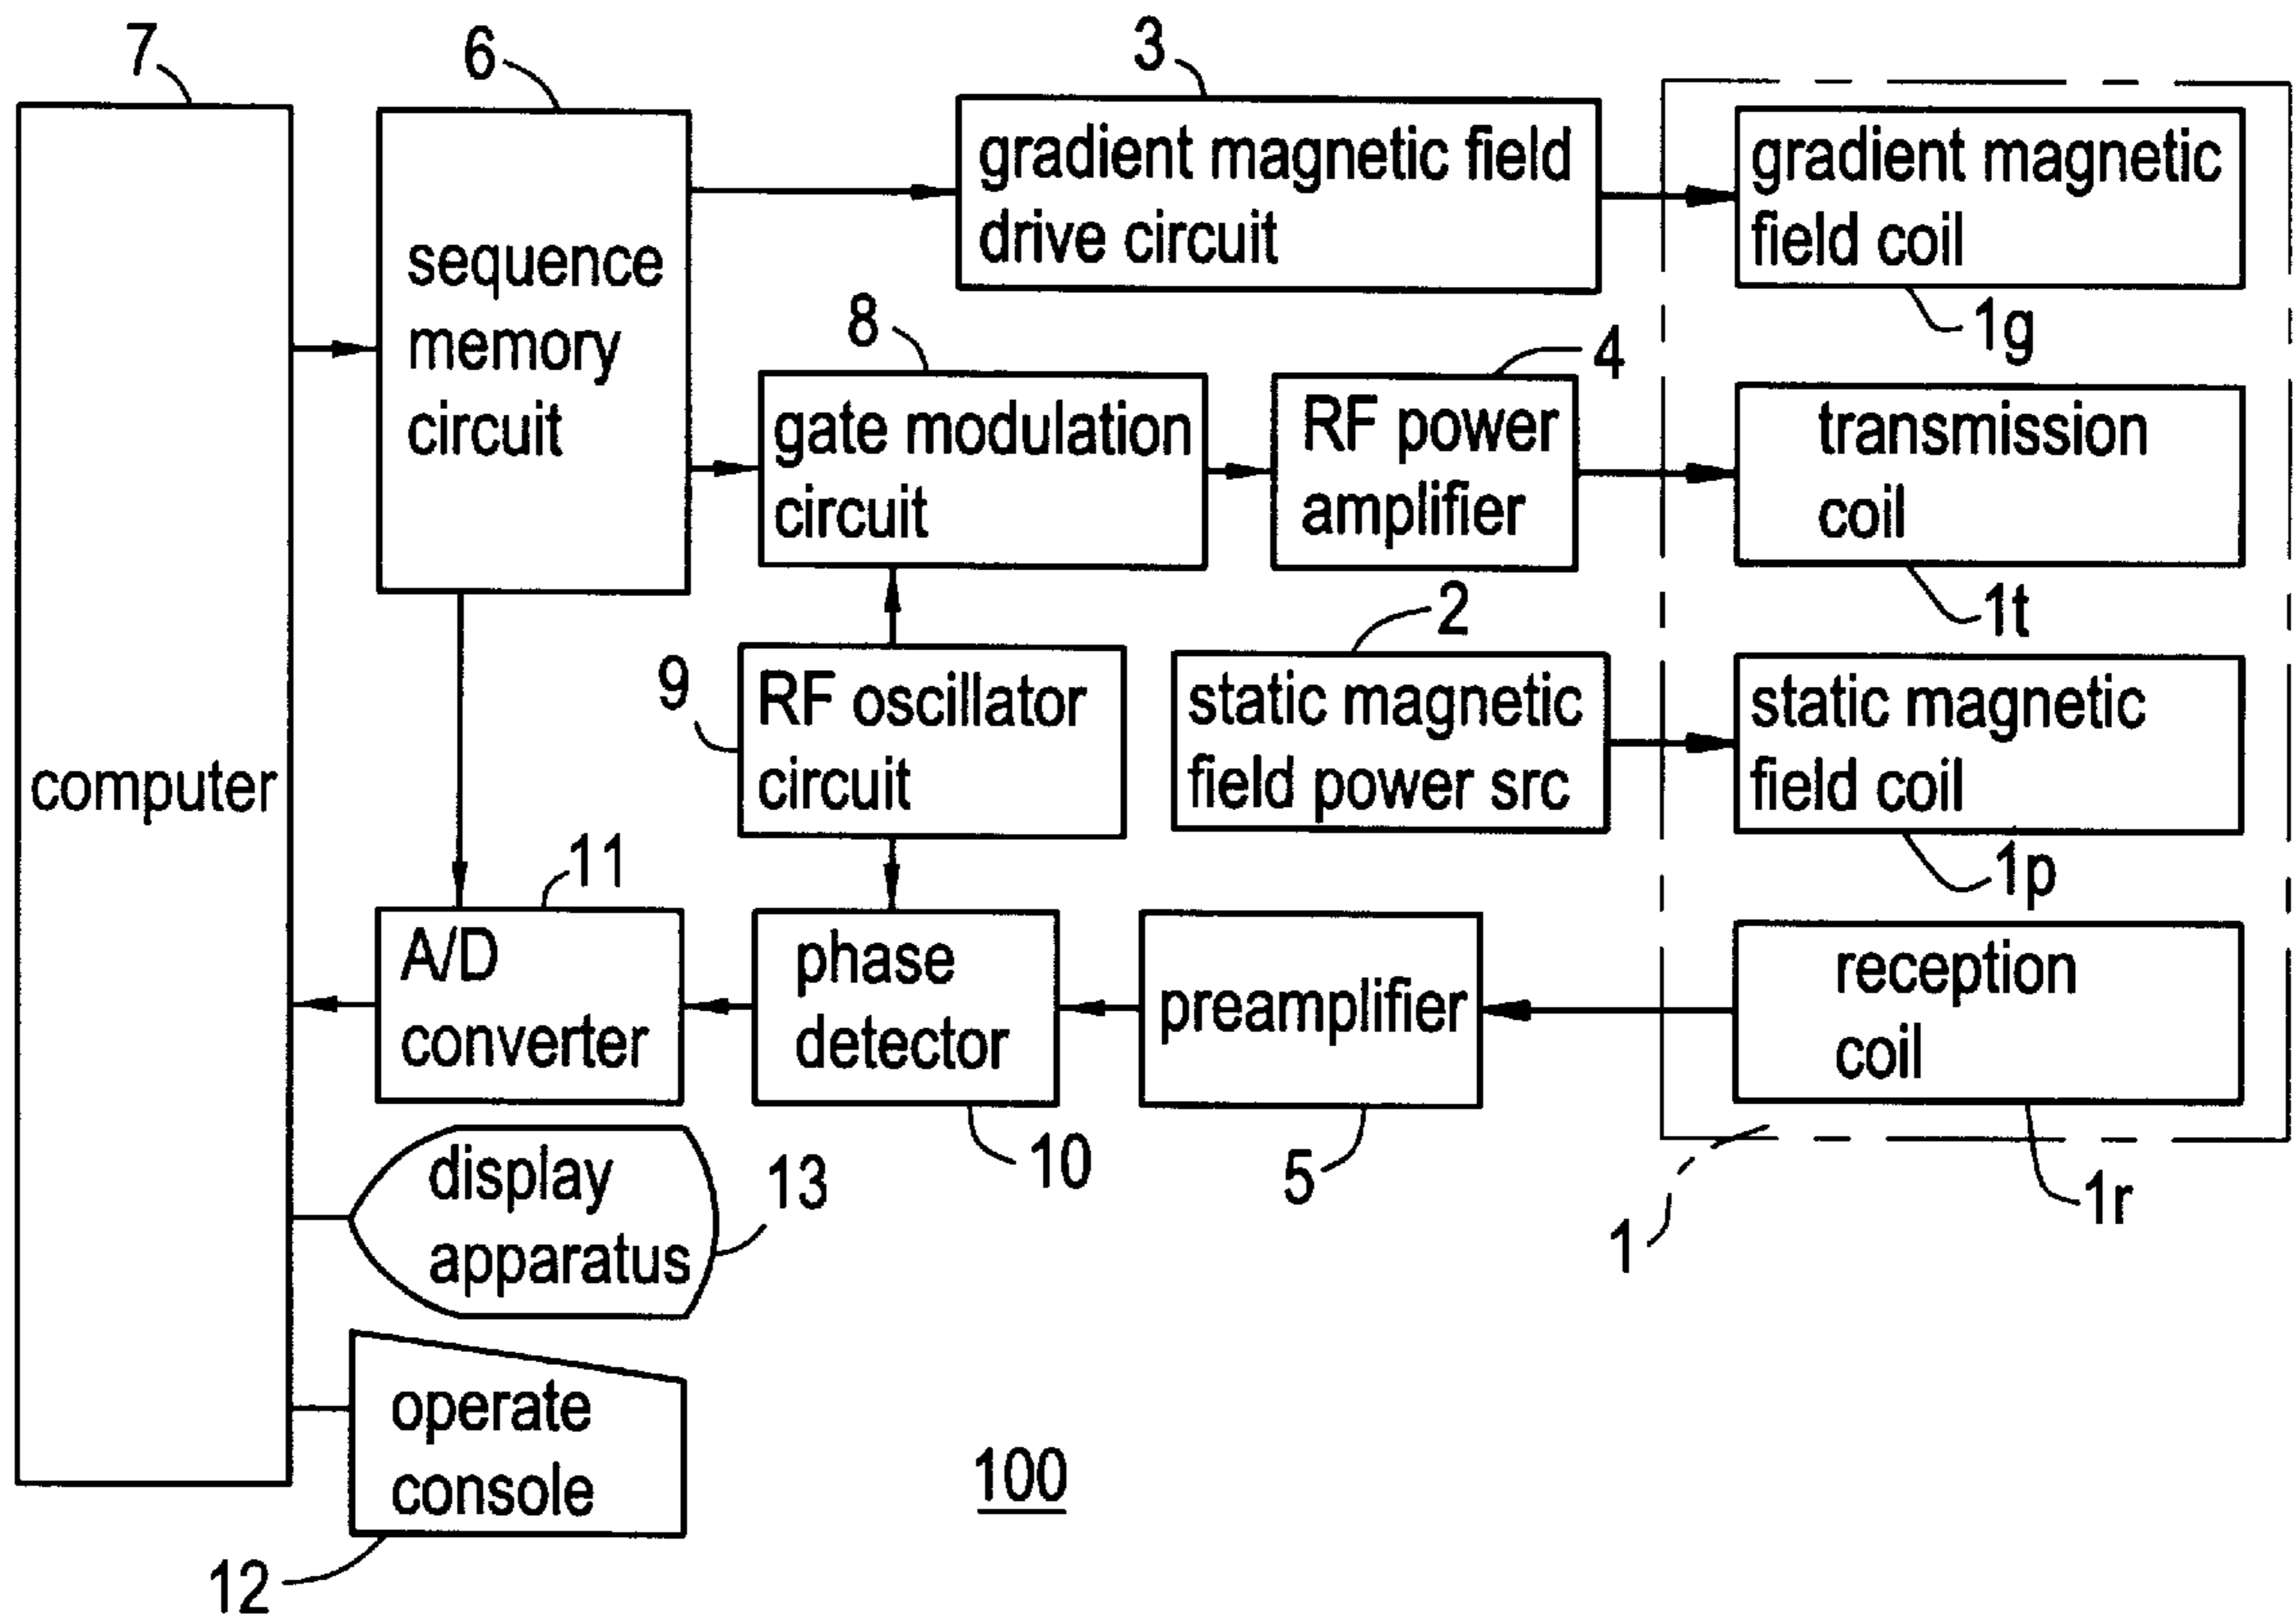 7
6
3
computer
sequence
memory
circuit
gradient magnetic field
drive circuit
gradient magnetic
field coil
1g
8
4
gate modulation
circuit
RF power
amplifier
transmission
coil
1t
9
2
RF oscillator
circuit
static magnetic
field power src
static magnetic
field coil
1p
11
A/D
converter
phase
detector
10
preamplifier
5
reception
coil
1r
1
display
apparatus
13
operate
console
12
100